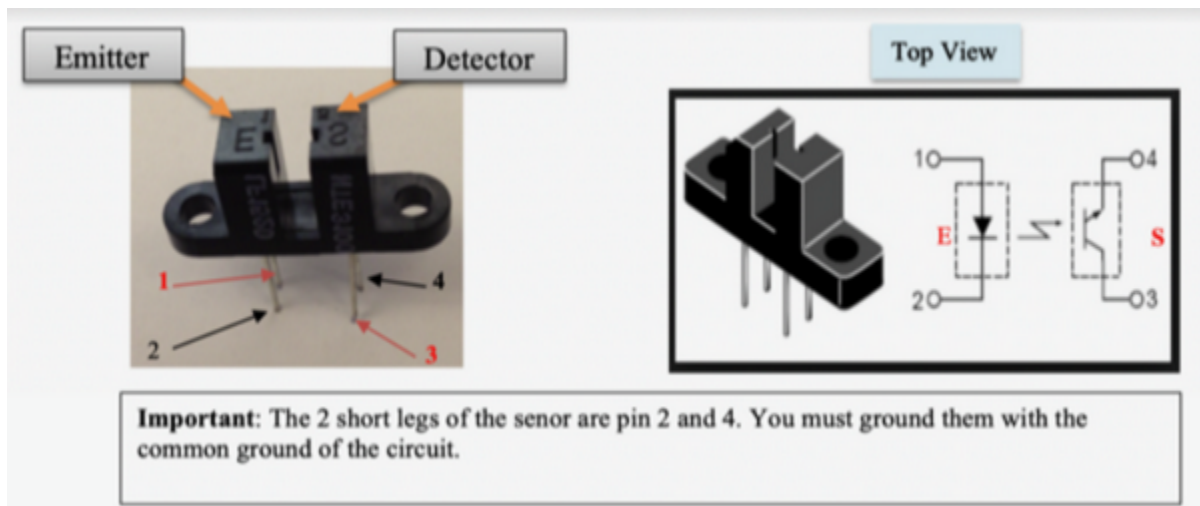 Emitter
Detector
Top View
E
S
1
4
2
3
1
4
E
S
2
3
Important: The 2 short legs of the senor are pin 2 and 4. You must ground them with the
common ground of the circuit.